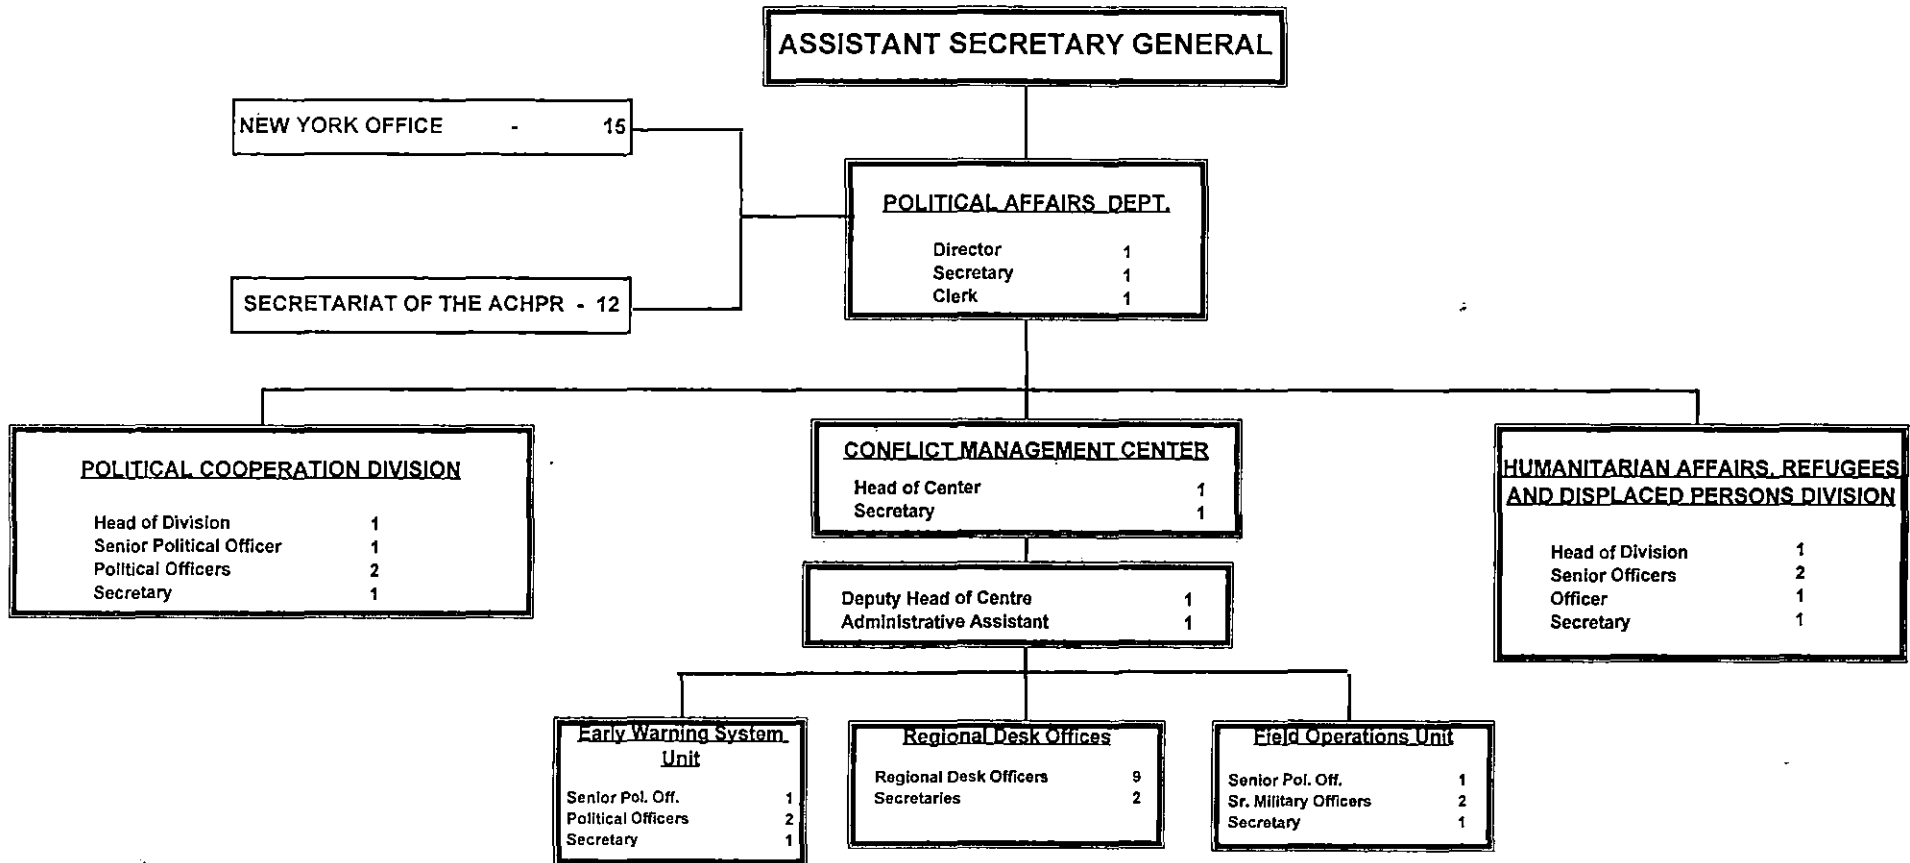 ASSISTANT SECRETARY GENERAL
NEW YORK OFFICE - 15
POLITICAL AFFAIRS DEPT.
Director 1
Secretary 1
Clerk 1
SECRETARIAT OF THE ACHPR - 12
POLITICAL COOPERATION DIVISION
Head of Division 1
Senior Political Officer 1
Political Officers 2
Secretary 1
CONFLICT MANAGEMENT CENTER
Head of Center 1
Secretary 1
Deputy Head of Centre 1
Administrative Assistant 1
HUMANITARIAN AFFAIRS, REFUGEES
AND DISPLACED PERSONS DIVISION
Head of Division 1
Senior Officers 2
Officer 1
Secretary 1
Early Warning System
Unit
Senior Pol. Off. 1
Political Officers 2
Secretary 1
Regional Desk Offices
Regional Desk Officers 9
Secretaries 2
Field Operations Unit
Senior Pol. Off. 1
Sr. Military Officers 2
Secretary 1